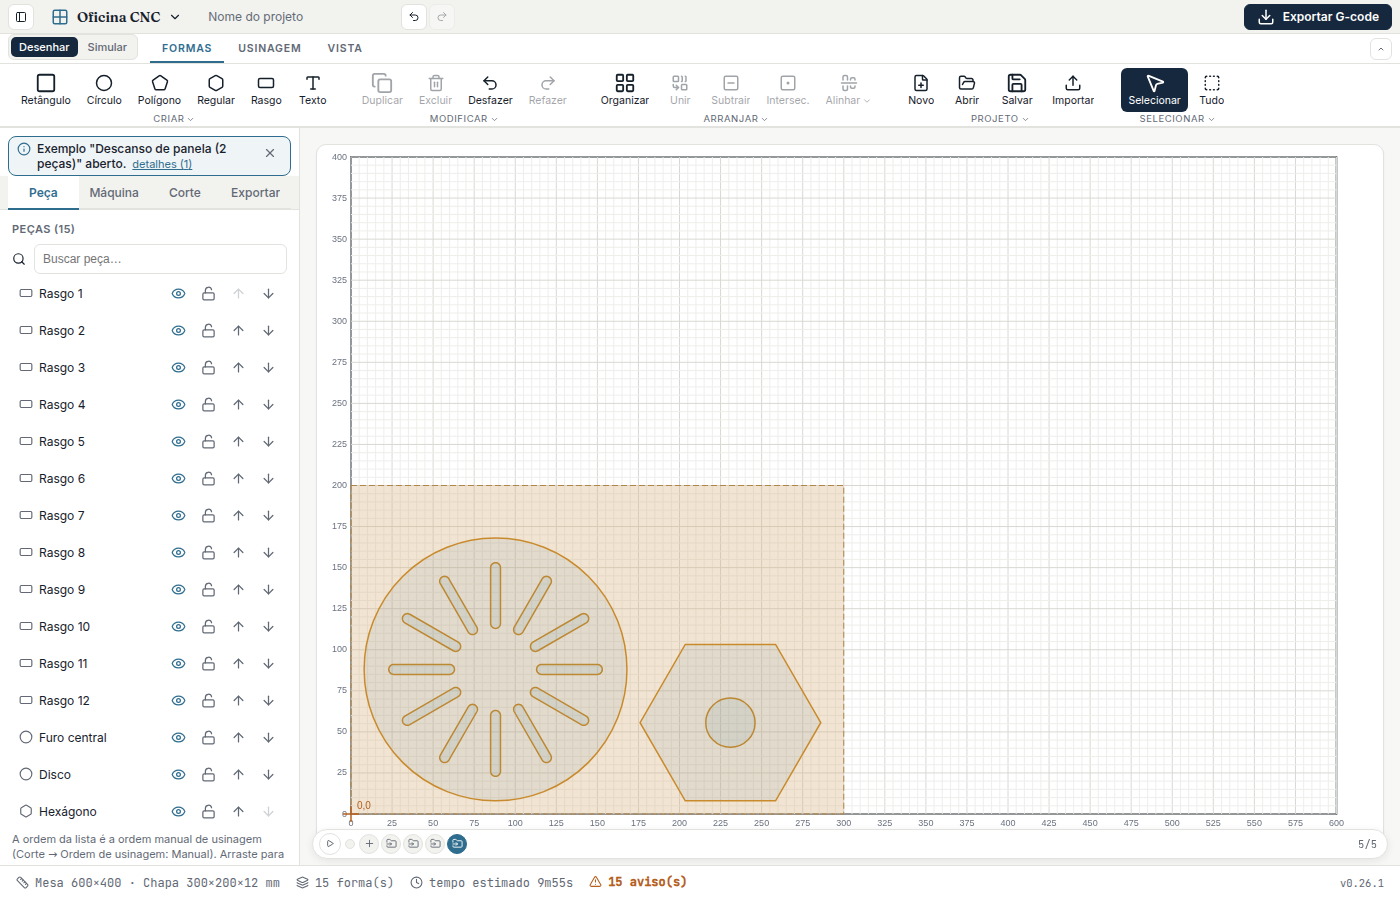 Oficina CNC
Nome do projeto
Exportar G-code
Desenhar
Simular
FORMAS
USINAGEM
VISTA
Retângulo
Círculo
Polígono
Regular
Rasgo
Texto
CRIAR
Duplicar
Excluir
Desfazer
Refazer
MODIFICAR
Organizar
Unir
Subtrair
Intersec.
Alinhar
ARRANJAR
Novo
Abrir
Salvar
Importar
PROJETO
Selecionar
Tudo
SELECIONAR
Exemplo "Descanso de panela (2
peças)" aberto. detalhes (1)
Peça
Máquina
Corte
Exportar
PEÇAS (15)
Buscar peça…
Rasgo 1
Rasgo 2
Rasgo 3
Rasgo 4
Rasgo 5
Rasgo 6
Rasgo 7
Rasgo 8
Rasgo 9
Rasgo 10
Rasgo 11
Rasgo 12
Furo central
Disco
Hexágono
A ordem da lista é a ordem manual de usinagem
(Corte → Ordem de usinagem: Manual). Arraste para
400
375
350
325
300
275
250
225
200
175
150
125
100
75
50
25
0
0,0
0 25 50 75 100 125 150 175 200 225 250 275 300 325 350 375 400 425 450 475 500 525 550 575 600
5/5
Mesa 600×400 · Chapa 300×200×12 mm
15 forma(s)
tempo estimado 9m55s
15 aviso(s)
v0.26.1